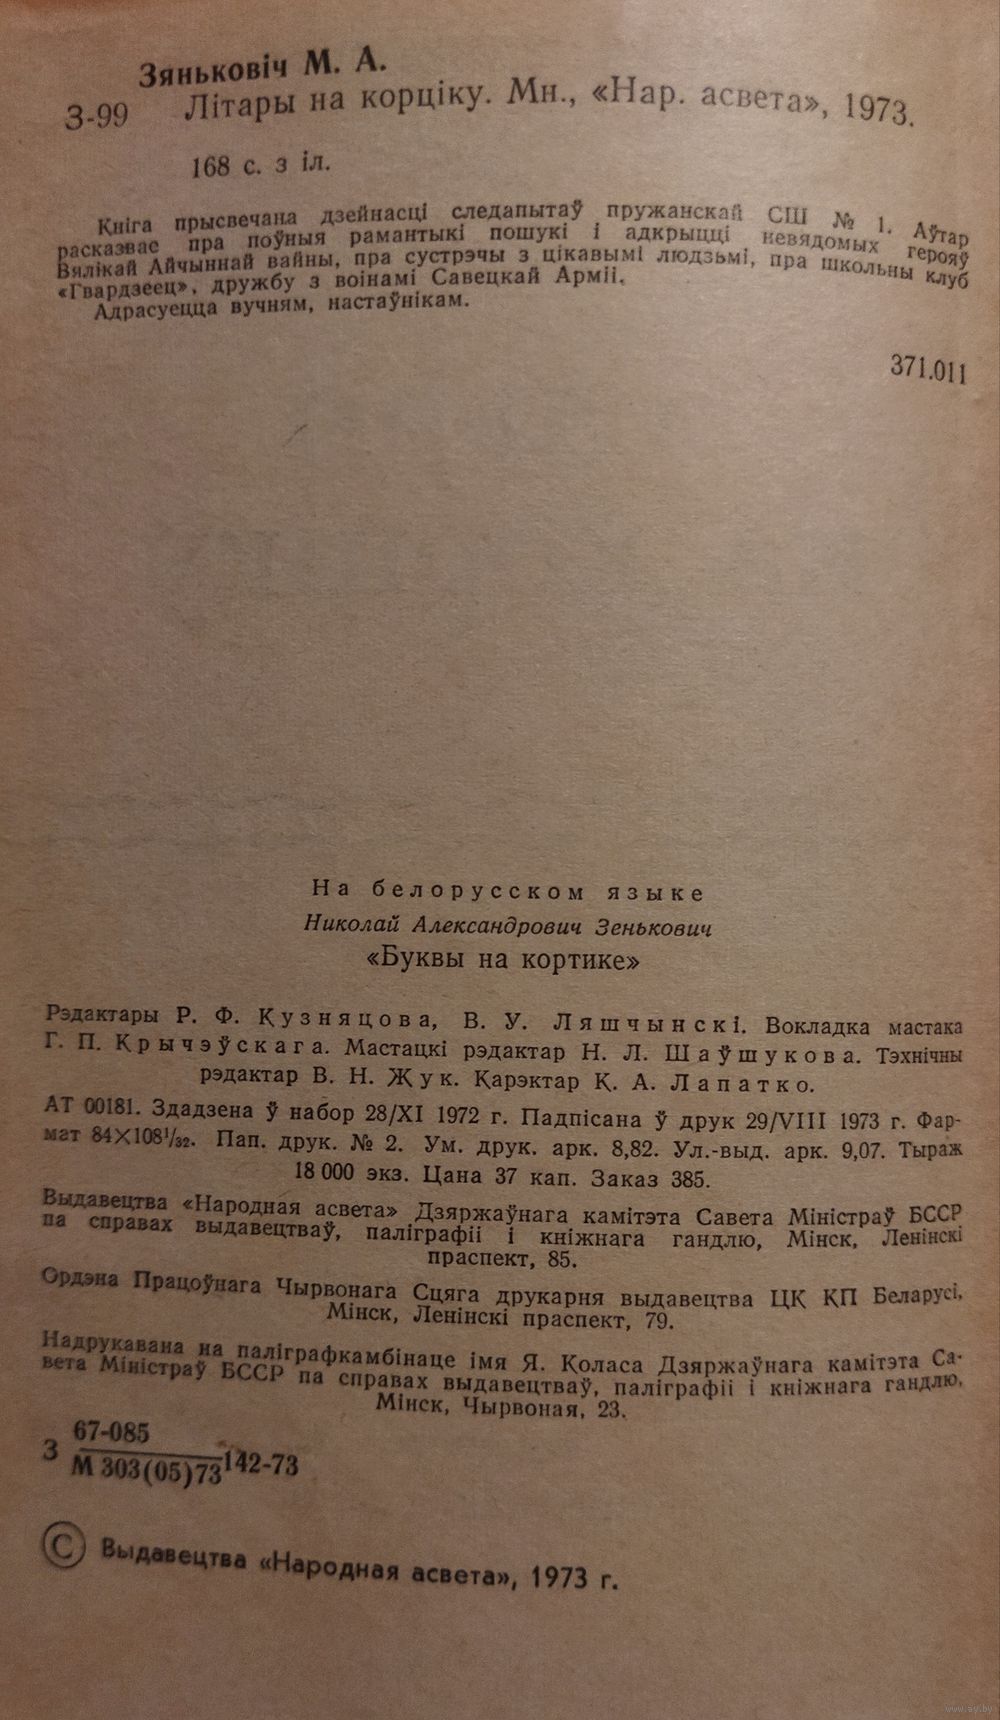 Зяньковіч М. А.
З-99 Літары на корціку. Мн., «Нар. асвета», 1973.
168 с. з іл.
Кніга прысвечана дзейнасці следапытаў пружанскай СШ № 1. Аўтар
расказвае пра поўныя рамантыкі пошукі і адкрыцці невядомых герояў
Вялікай Айчыннай вайны, пра сустрэчы з цікавымі людзьмі, пра школьны клуб
«Гвардзеец», дружбу з воінамі Савецкай Арміі.
Адрасуецца вучням, настаўнікам.
371.011
На белорусском языке
Николай Александрович Зенькович
«Буквы на кортике»
Рэдактары Р. Ф. Кузняцова, В. У. Ляшчынскі. Вокладка мастака
Г. П. Крычэўскага. Мастацкі рэдактар Н. Л. Шаўшукова. Тэхнічны
рэдактар В. Н. Жук. Карэктар К. А. Лапатко.
АТ 00181. Здадзена ў набор 28/XI 1972 г. Падпісана ў друк 29/VIII 1973 г. Фар-
мат 84×108¹/₃₂. Пап. друк. № 2. Ум. друк. арк. 8,82. Ул.-выд. арк. 9,07. Тыраж
18 000 экз. Цана 37 кап. Заказ 385.
Выдавецтва «Народная асвета» Дзяржаўнага камітэта Савета Міністраў БССР
па справах выдавецтваў, паліграфіі і кніжнага гандлю, Мінск, Ленінскі
праспект, 85.
Ордэна Працоўнага Чырвонага Сцяга друкарня выдавецтва ЦК КП Беларусі,
Мінск, Ленінскі праспект, 79.
Надрукавана на паліграфкамбінаце імя Я. Коласа Дзяржаўнага камітэта Са-
вета Міністраў БССР па справах выдавецтваў, паліграфіі і кніжнага гандлю,
Мінск, Чырвоная, 23.
67-085
З М 303(05)73 142-73
© Выдавецтва «Народная асвета», 1973 г.
www.ay.by